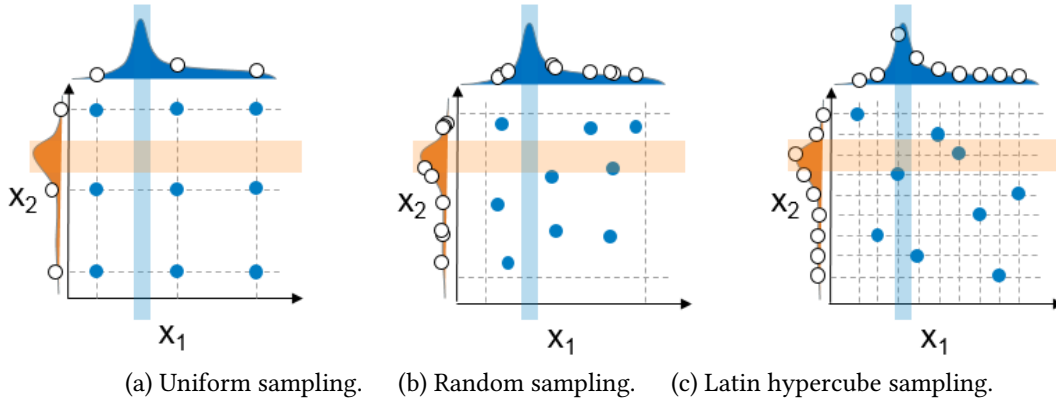 X₂
X₁
X₂
X₁
X₂
X₁
(a) Uniform sampling.
(b) Random sampling.
(c) Latin hypercube sampling.